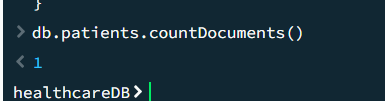 }
> db.patients.countDocuments()
< 1
healthcareDB>